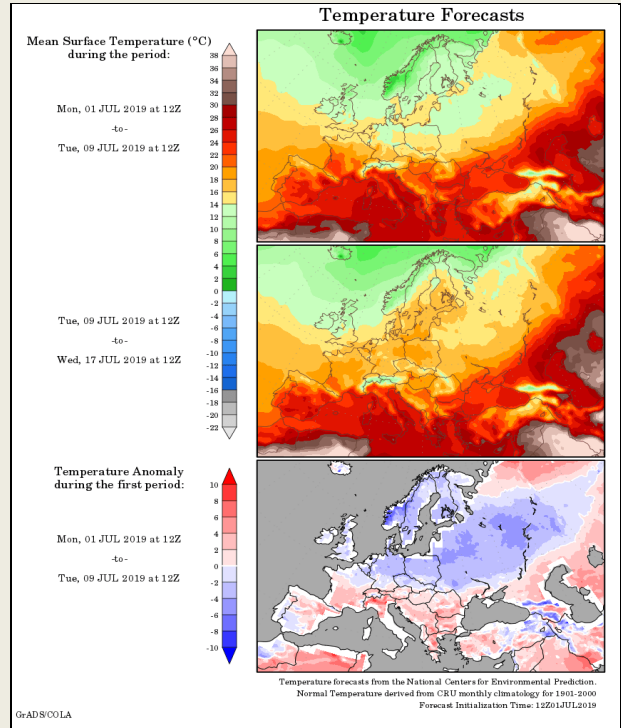 Temperature Forecasts
Mean Surface Temperature (°C)
during the period:
Mon, 01 JUL 2019 at 12Z
-to-
Tue, 09 JUL 2019 at 12Z
38
36
34
32
30
28
26
24
22
20
18
16
14
12
10
8
6
4
2
0
-2
-4
-6
-8
-10
-12
-14
-16
-18
-20
-22
Tue, 09 JUL 2019 at 12Z
-to-
Wed, 17 JUL 2019 at 12Z
Temperature Anomaly
during the first period:
Mon, 01 JUL 2019 at 12Z
-to-
Tue, 09 JUL 2019 at 12Z
10
8
6
4
2
0
-2
-4
-6
-8
-10
Temperature forecasts from the National Centers for Environmental Prediction.
Normal Temperature derived from CRU monthly climatology for 1901-2000
Forecast Initialization Time: 12Z01JUL2019
GrADS/COLA